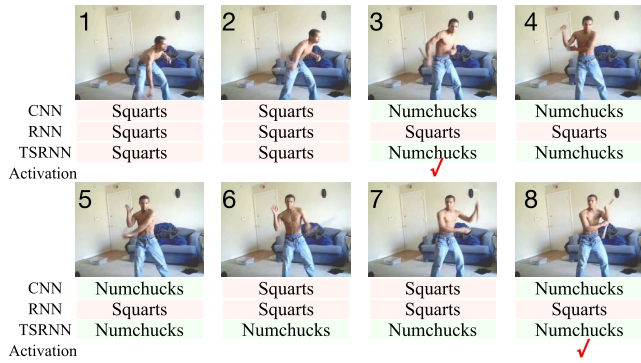 1 2 3 4
CNN Squarts Squarts Numchucks Numchucks
RNN Squarts Squarts Squarts Squarts
TSRNN Squarts Squarts Numchucks Numchucks
Activation √
5 6 7 8
CNN Numchucks Squarts Squarts Numchucks
RNN Squarts Squarts Squarts Squarts
TSRNN Numchucks Numchucks Numchucks Numchucks
Activation √